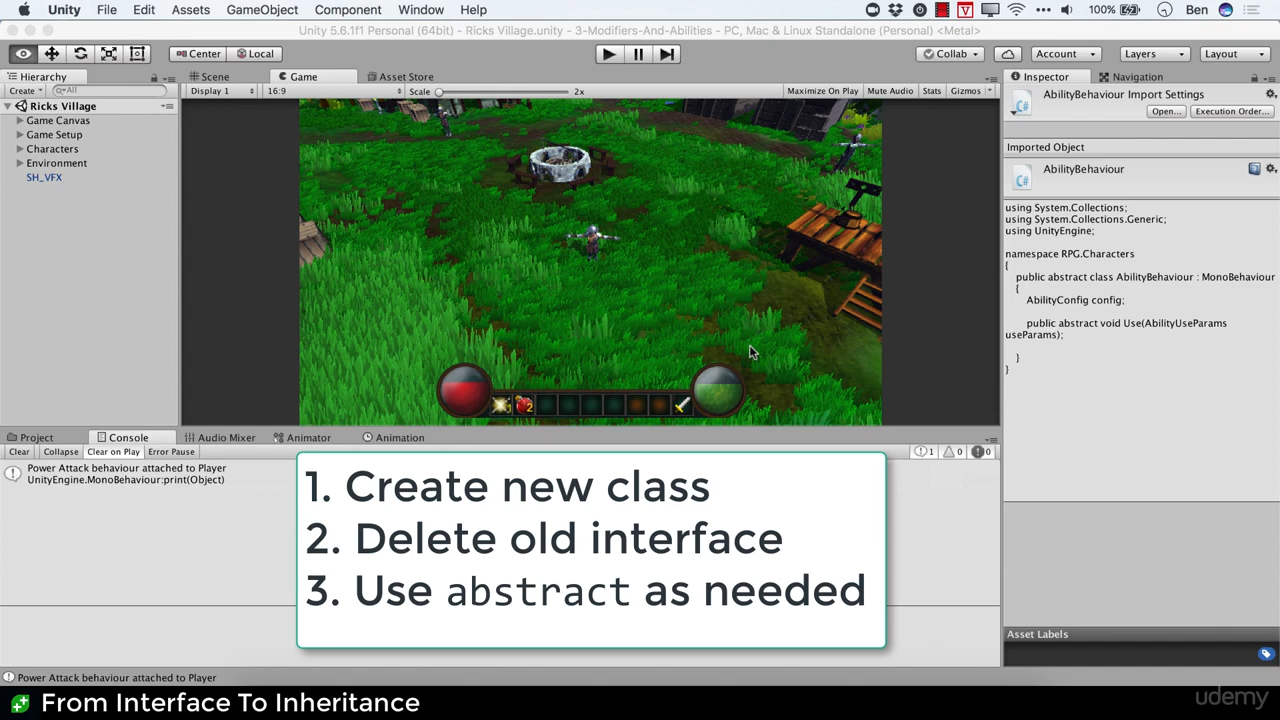 Unity File Edit Assets GameObject Component Window Help 100% Ben
Unity 5.6.1f1 Personal (64bit) - Ricks Village.unity - 3-Modifiers-And-Abilities - PC, Mac & Linux Standalone (Personal) <Metal>
Center Local Collab Account Layers Layout
Hierarchy Scene Game Asset Store Inspector Navigation
Create All Display 1 16:9 Scale 2x Maximize On Play Mute Audio Stats Gizmos
AbilityBehaviour Import Settings
Open... Execution Order...
Ricks Village
Game Canvas
Game Setup
Characters
Environment
SH_VFX
Imported Object
AbilityBehaviour
using System.Collections;
using System.Collections.Generic;
using UnityEngine;
namespace RPG.Characters
{
public abstract class AbilityBehaviour : MonoBehaviour
{
AbilityConfig config;
public abstract void Use(AbilityUseParams
useParams);
}
}
2
Project Console Audio Mixer Animator Animation
Clear Collapse Clear on Play Error Pause 1 0 0
Power Attack behaviour attached to Player
UnityEngine.MonoBehaviour:print(Object)
1. Create new class
2. Delete old interface
3. Use abstract as needed
Asset Labels
Power Attack behaviour attached to Player
From Interface To Inheritance
udemy